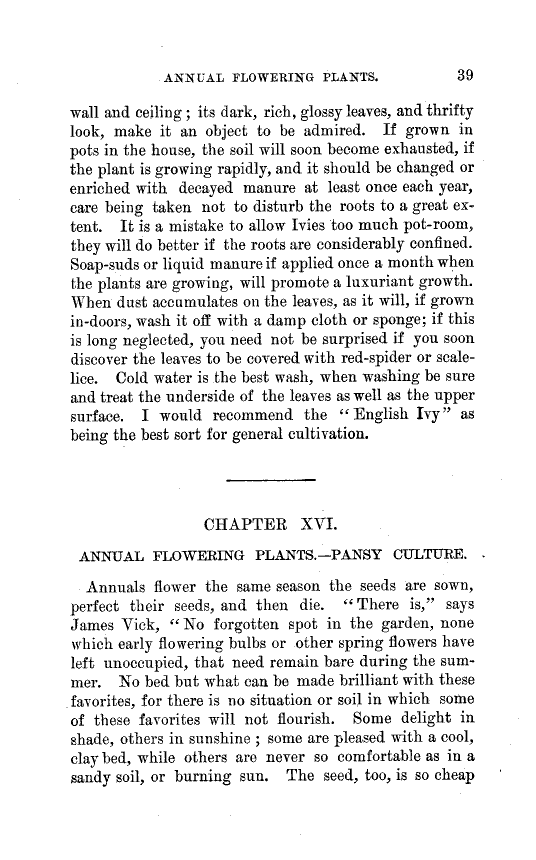 ANNUAL FLOWERING PLANTS. 39
wall and ceiling; its dark, rich, glossy leaves, and thrifty
look, make it an object to be admired. If grown in
pots in the house, the soil will soon become exhausted, if
the plant is growing rapidly, and it should be changed or
enriched with decayed manure at least once each year,
care being taken not to disturb the roots to a great ex-
tent. It is a mistake to allow Ivies too much pot-room,
they will do better if the roots are considerably confined.
Soap-suds or liquid manure if applied once a month when
the plants are growing, will promote a luxuriant growth.
When dust accumulates on the leaves, as it will, if grown
in-doors, wash it off with a damp cloth or sponge; if this
is long neglected, you need not be surprised if you soon
discover the leaves to be covered with red-spider or scale-
lice. Cold water is the best wash, when washing be sure
and treat the underside of the leaves as well as the upper
surface. I would recommend the "English Ivy" as
being the best sort for general cultivation.
CHAPTER XVI.
ANNUAL FLOWERING PLANTS.—PANSY CULTURE.
Annuals flower the same season the seeds are sown,
perfect their seeds, and then die. "There is," says
James Vick, "No forgotten spot in the garden, none
which early flowering bulbs or other spring flowers have
left unoccupied, that need remain bare during the sum-
mer. No bed but what can be made brilliant with these
favorites, for there is no situation or soil in which some
of these favorites will not flourish. Some delight in
shade, others in sunshine; some are pleased with a cool,
clay bed, while others are never so comfortable as in a
sandy soil, or burning sun. The seed, too, is so cheap